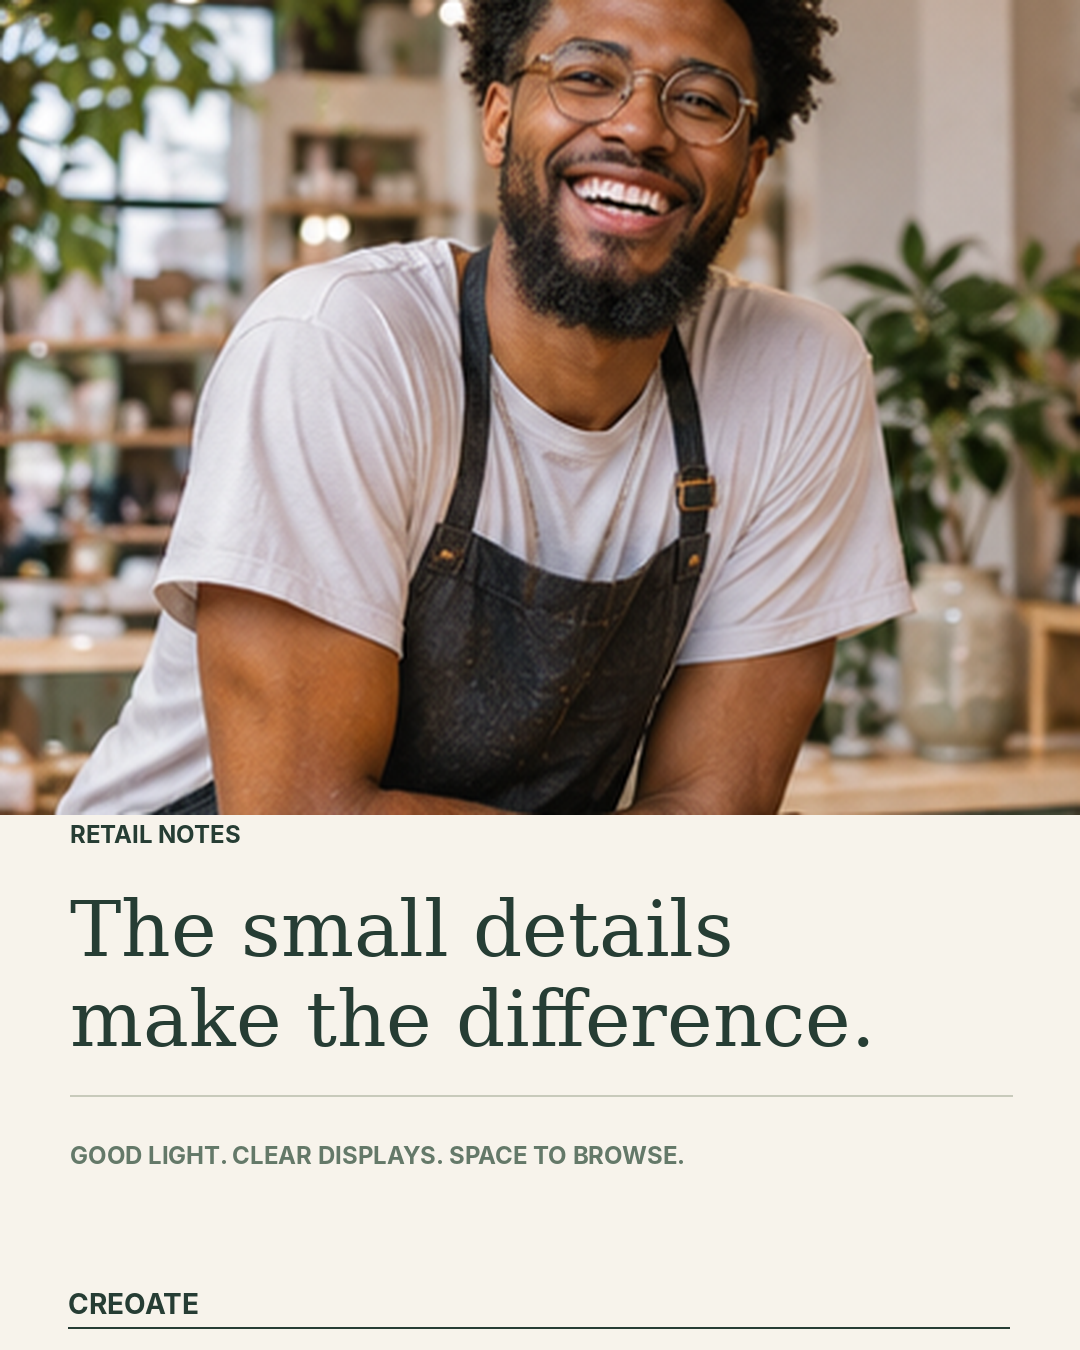 RETAIL NOTES
The small details
make the difference.
GOOD LIGHT. CLEAR DISPLAYS. SPACE TO BROWSE.
CREOATE